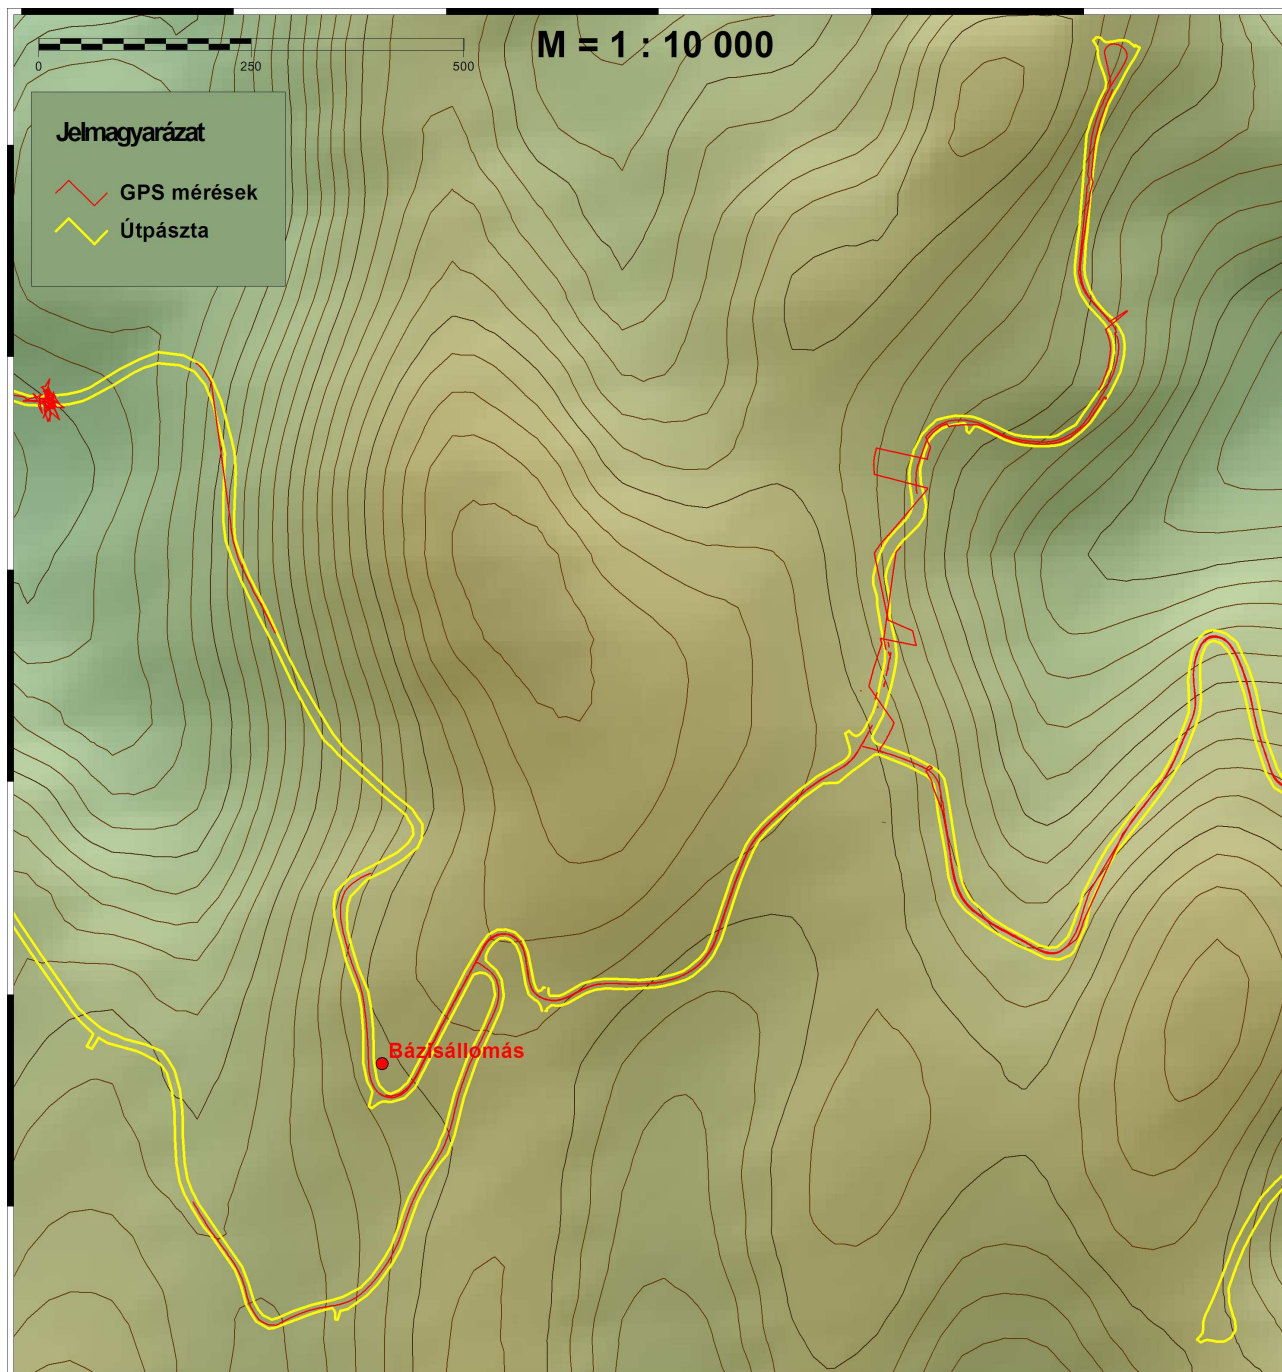 M = 1 : 10 000
0 250 500
Jelmagyarázat
GPS mérések
Útpászta
Bázisállomás